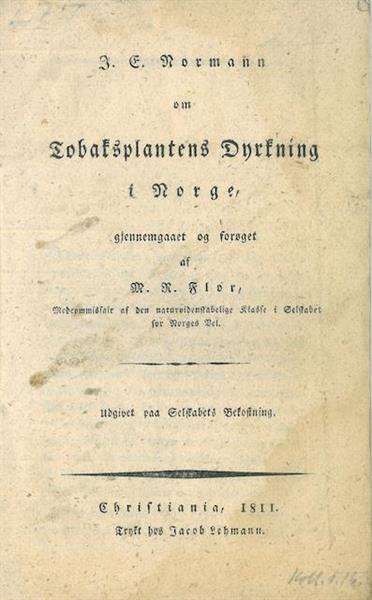 J. E. Normann
om
Tobaksplantens Dyrkning
i Norge,
gjennemgaaet og forøget
af
M. R. Flor,
Medcommissair af den naturvidenskabelige Klasse i Selskabet
for Norges Vel.
Udgivet paa Selskabets Bekostning.
Christiania, 1811.
Trykt hos Jacob Lehmann.